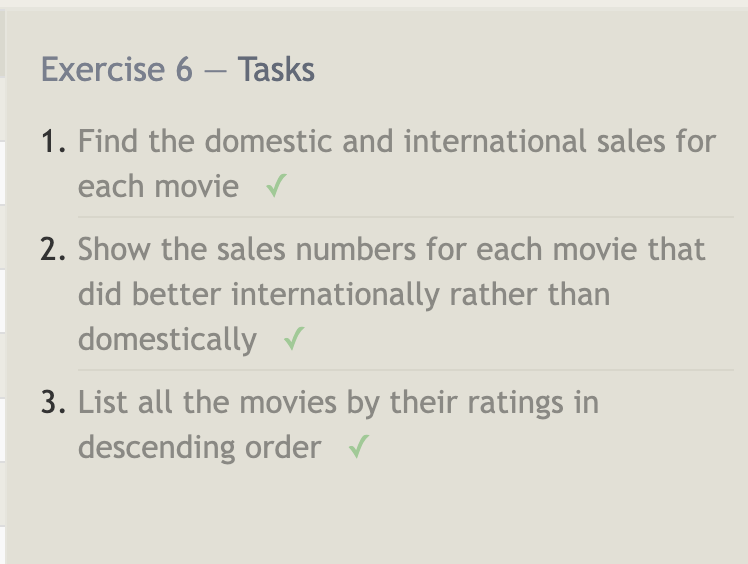 Exercise 6 — Tasks
1. Find the domestic and international sales for
each movie ✓
2. Show the sales numbers for each movie that
did better internationally rather than
domestically ✓
3. List all the movies by their ratings in
descending order ✓